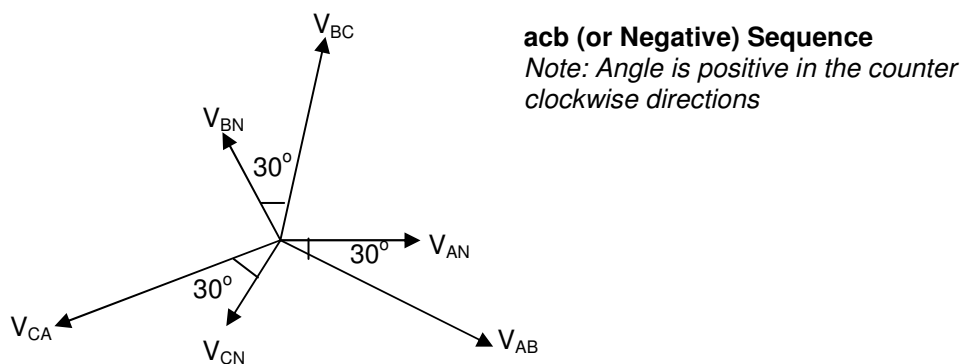 V_BC
acb (or Negative) Sequence
Note: Angle is positive in the counter
clockwise directions
V_BN
30°
V_AN
30°
30°
V_CA
V_CN
V_AB